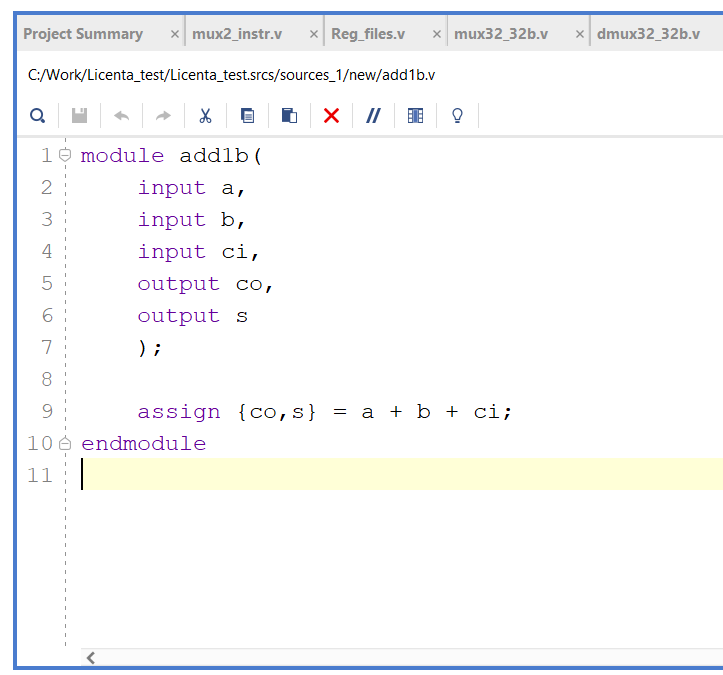 Project Summary × mux2_instr.v × Reg_files.v × mux32_32b.v × dmux32_32b.v
C:/Work/Licenta_test/Licenta_test.srcs/sources_1/new/add1b.v
1 module add1b(
2 input a,
3 input b,
4 input ci,
5 output co,
6 output s
7 );
8
9 assign {co,s} = a + b + ci;
10 endmodule
11